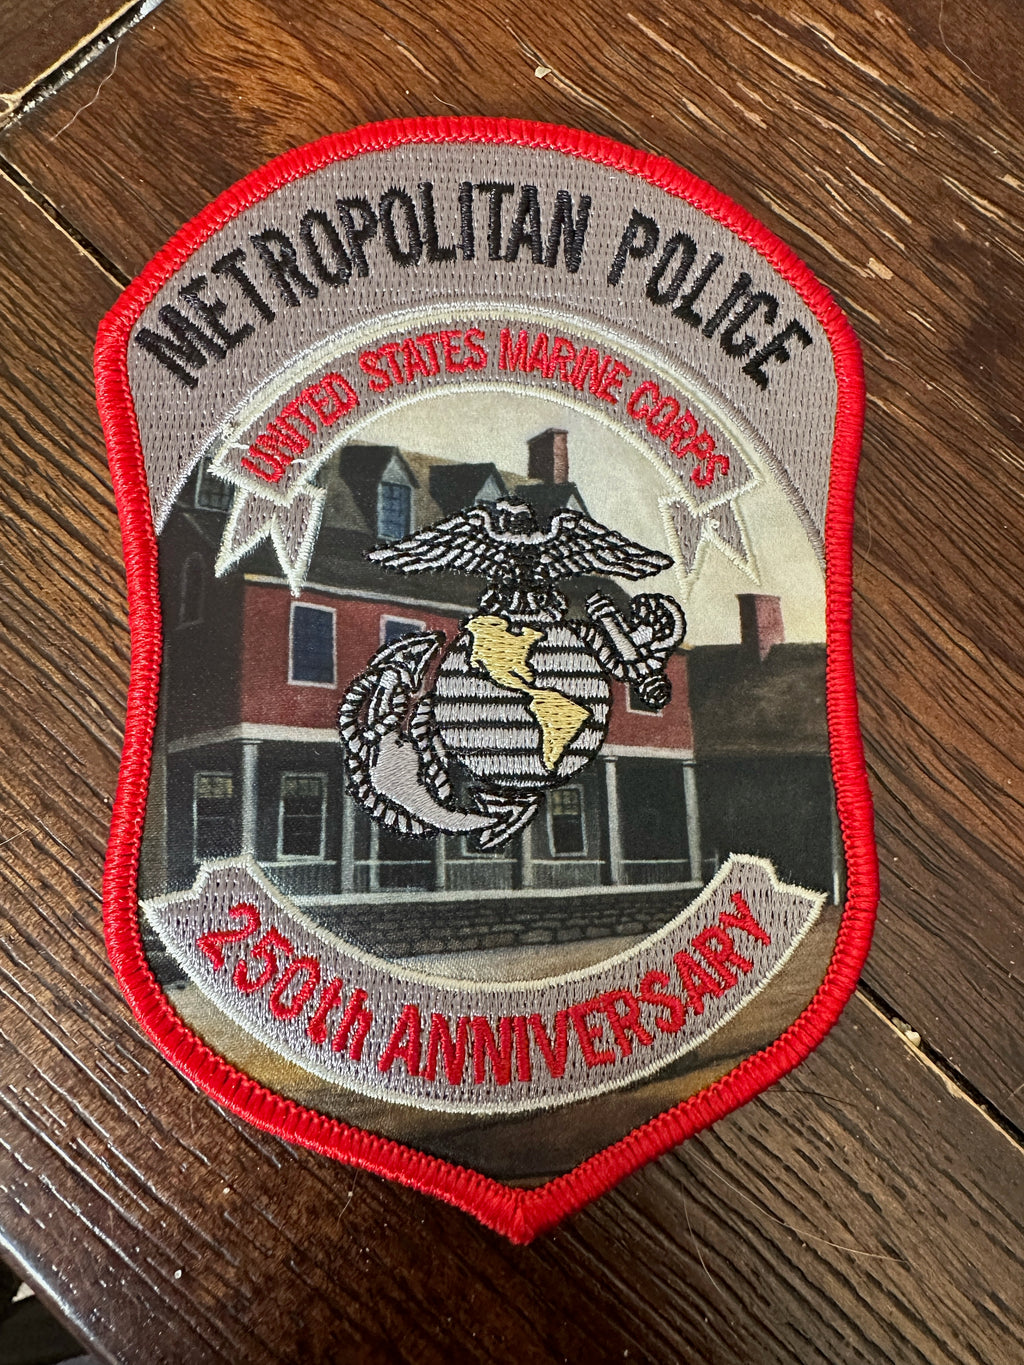 METROPOLITAN POLICE
UNITED STATES MARINE CORPS
250th ANNIVERSARY